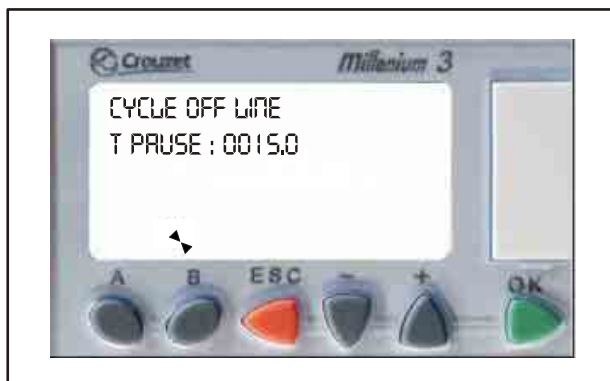 Crouzet Millenium 3
CYCLE OFF LINE
T PAUSE : 0015.0
A B ESC - + OK